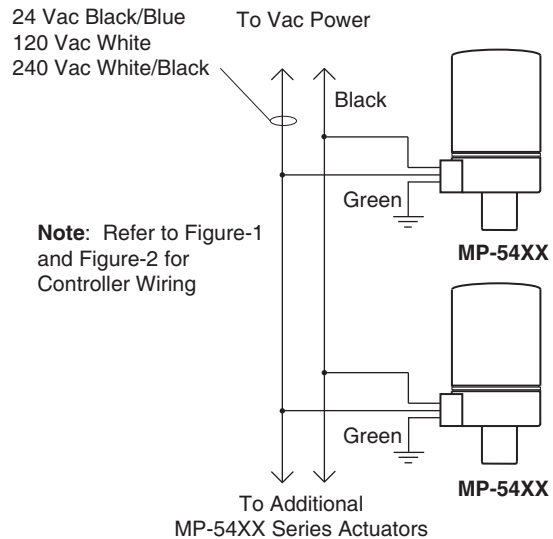 24 Vac Black/Blue
120 Vac White
240 Vac White/Black
To Vac Power
Black
Green
MP-54XX
Note: Refer to Figure-1
and Figure-2 for
Controller Wiring
Green
MP-54XX
To Additional
MP-54XX Series Actuators